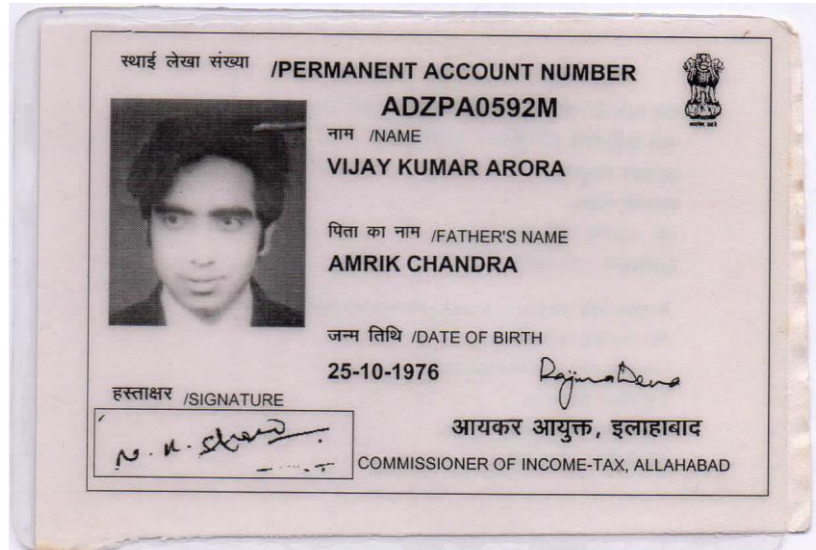 स्थाई लेखा संख्या /PERMANENT ACCOUNT NUMBER
ADZPA0592M
नाम /NAME
VIJAY KUMAR ARORA
पिता का नाम /FATHER'S NAME
AMRIK CHANDRA
जन्म तिथि /DATE OF BIRTH
25-10-1976
हस्ताक्षर /SIGNATURE
आयकर आयुक्त, इलाहाबाद
COMMISSIONER OF INCOME-TAX, ALLAHABAD